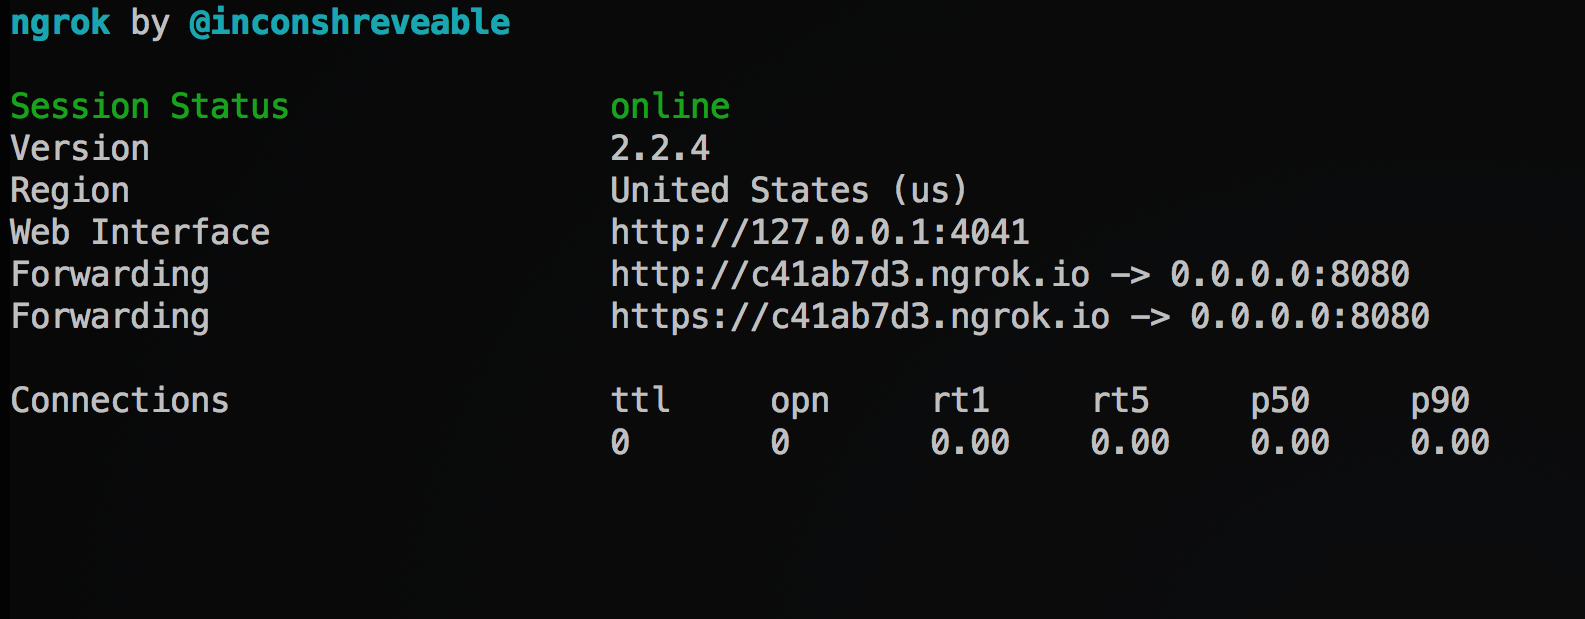 ngrok by @inconshreveable
Session Status online
Version 2.2.4
Region United States (us)
Web Interface http://127.0.0.1:4041
Forwarding http://c41ab7d3.ngrok.io -> 0.0.0.0:8080
Forwarding https://c41ab7d3.ngrok.io -> 0.0.0.0:8080
Connections ttl opn rt1 rt5 p50 p90
0 0 0.00 0.00 0.00 0.00